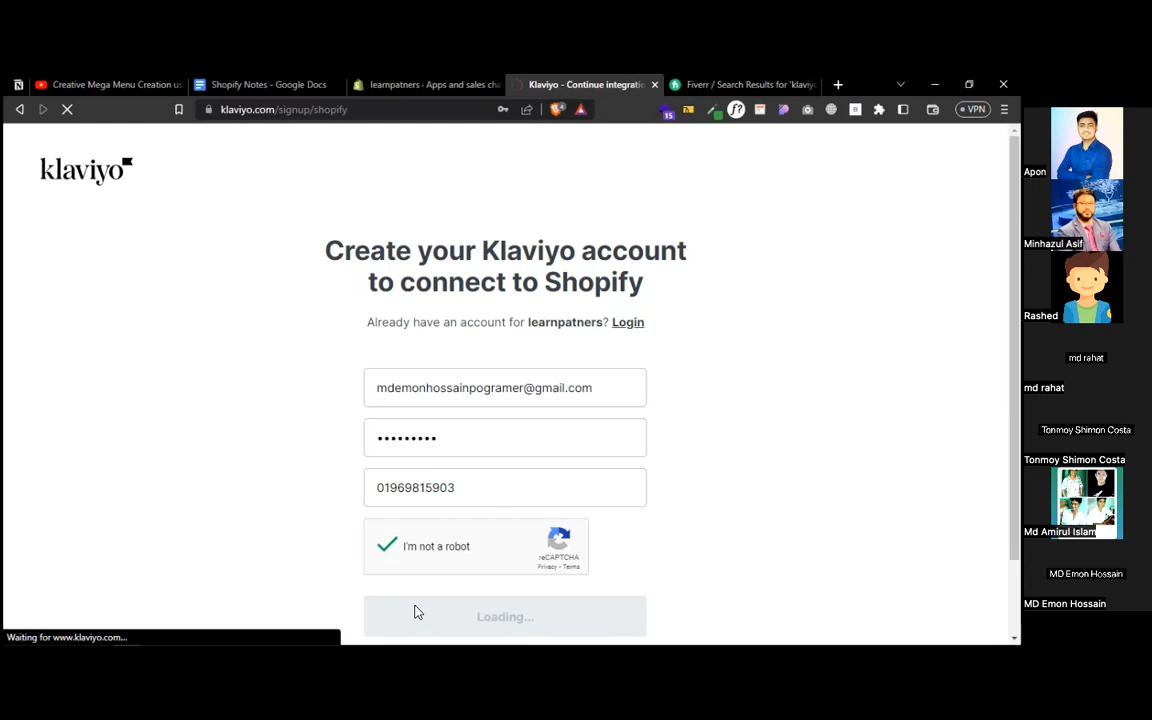 Creative Mega Menu Creation us
Shopify Notes - Google Docs
learnpatners - Apps and sales cha
Klaviyo - Continue integratio
Fiverr / Search Results for 'klaviyo
klaviyo.com/signup/shopify
15
f?
VPN
klaviyo
Create your Klaviyo account
to connect to Shopify
Already have an account for learnpatners? Login
mdemonhossainpogramer@gmail.com
•••••••••
01969815903
I'm not a robot
reCAPTCHA
Privacy - Terms
Loading...
Waiting for www.klaviyo.com...
Apon
Minhazul Asif
Rashed
md rahat
md rahat
Tonmoy Shimon Costa
Tonmoy Shimon Costa
Md Amirul Islam
MD Emon Hossain
MD Emon Hossain